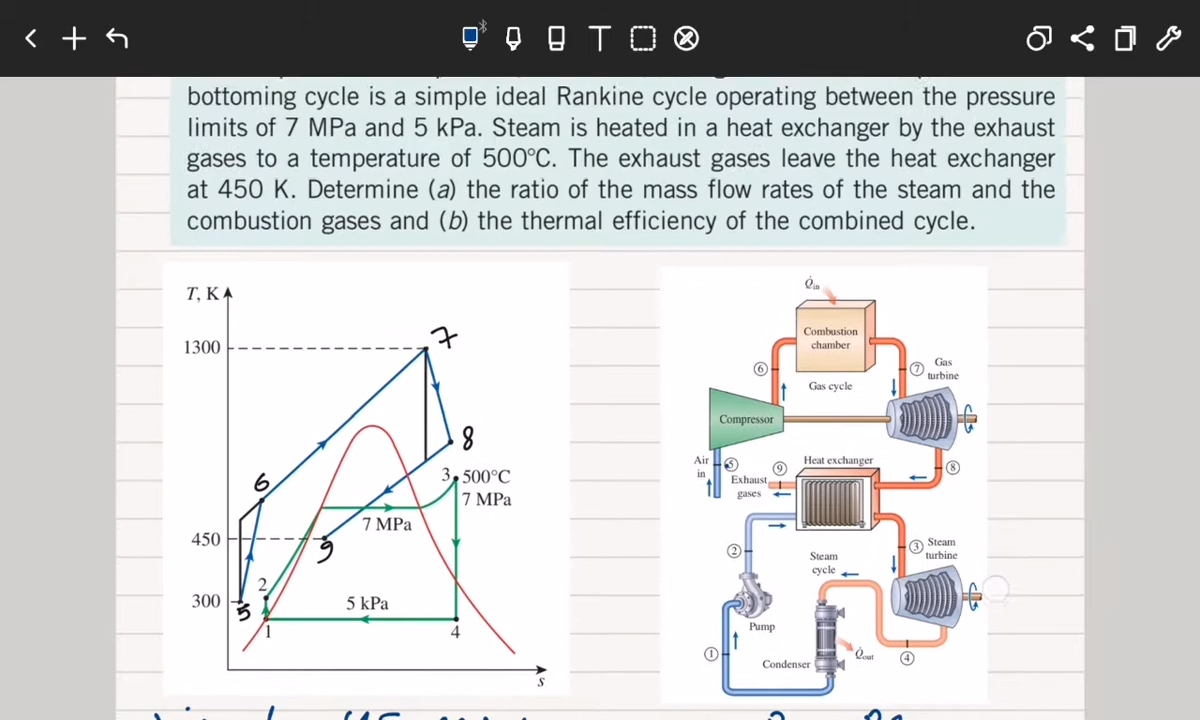 bottoming cycle is a simple ideal Rankine cycle operating between the pressure
limits of 7 MPa and 5 kPa. Steam is heated in a heat exchanger by the exhaust
gases to a temperature of 500°C. The exhaust gases leave the heat exchanger
at 450 K. Determine (a) the ratio of the mass flow rates of the steam and the
combustion gases and (b) the thermal efficiency of the combined cycle.
T, K
1300
7
8
6
3 500°C
7 MPa
7 MPa
450
9
2
300
5
5 kPa
1
4
s
Q̇in
Combustion
chamber
6
7
Gas
turbine
Gas cycle
Compressor
Air
in
5
9
Heat exchanger
8
Exhaust
gases
2
3
Steam
turbine
Steam
cycle
Pump
1
Condenser
Q̇out
4